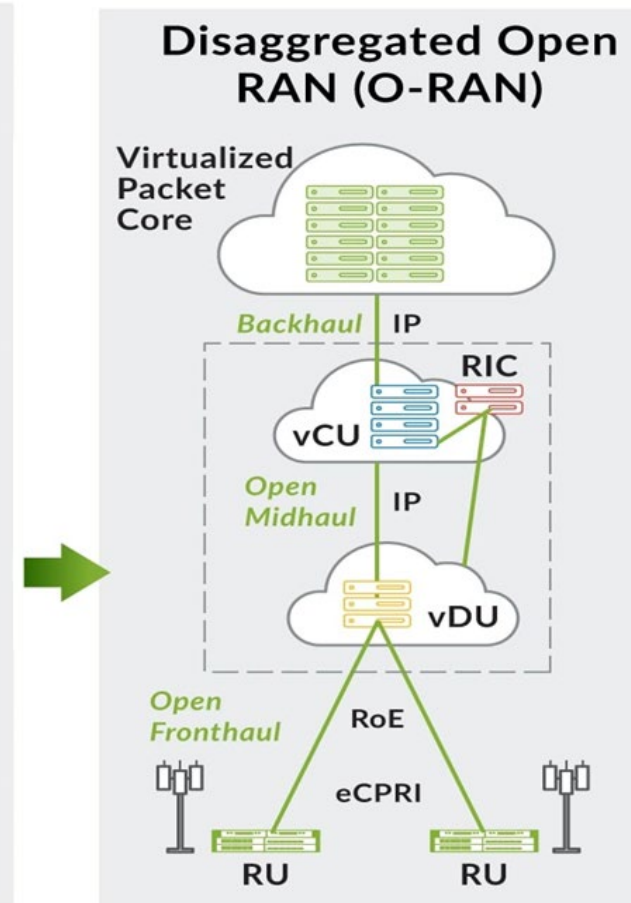 Disaggregated Open
RAN (O-RAN)
Virtualized
Packet
Core
Backhaul IP
RIC
vCU
Open
Midhaul
IP
vDU
Open
Fronthaul
RoE
eCPRI
RU
RU